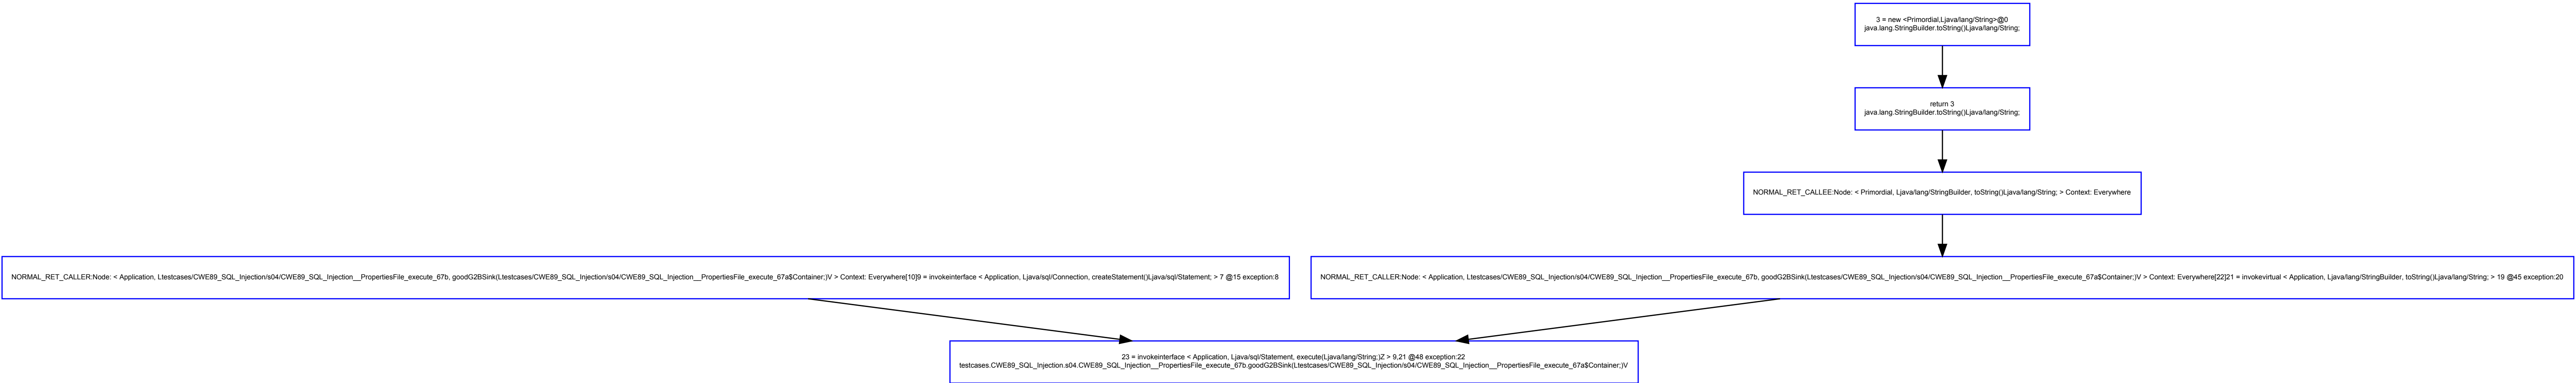 3 = new <Primordial,Ljava/lang/String>@0
java.lang.StringBuilder.toString()Ljava/lang/String;
return 3
java.lang.StringBuilder.toString()Ljava/lang/String;
NORMAL_RET_CALLEE:Node: < Primordial, Ljava/lang/StringBuilder, toString()Ljava/lang/String; > Context: Everywhere
NORMAL_RET_CALLER:Node: < Application, Ltestcases/CWE89_SQL_Injection/s04/CWE89_SQL_Injection__PropertiesFile_execute_67b, goodG2BSink(Ltestcases/CWE89_SQL_Injection/s04/CWE89_SQL_Injection__PropertiesFile_execute_67a$Container;)V > Context: Everywhere[10]9 = invokeinterface < Application, Ljava/sql/Connection, createStatement()Ljava/sql/Statement; > 7 @15 exception:8
NORMAL_RET_CALLER:Node: < Application, Ltestcases/CWE89_SQL_Injection/s04/CWE89_SQL_Injection__PropertiesFile_execute_67b, goodG2BSink(Ltestcases/CWE89_SQL_Injection/s04/CWE89_SQL_Injection__PropertiesFile_execute_67a$Container;)V > Context: Everywhere[22]21 = invokevirtual < Application, Ljava/lang/StringBuilder, toString()Ljava/lang/String; > 19 @45 exception:20
23 = invokeinterface < Application, Ljava/sql/Statement, execute(Ljava/lang/String;)Z > 9,21 @48 exception:22
testcases.CWE89_SQL_Injection.s04.CWE89_SQL_Injection__PropertiesFile_execute_67b.goodG2BSink(Ltestcases/CWE89_SQL_Injection/s04/CWE89_SQL_Injection__PropertiesFile_execute_67a$Container;)V